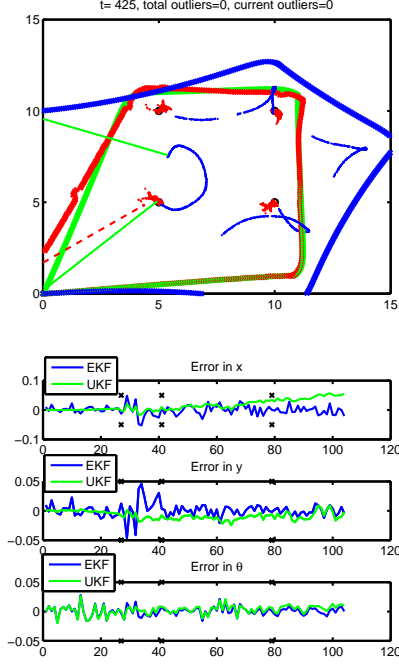 t= 425, total outliers=0, current outliers=0
15
10
5
0
0 5 10 15
Error in x
EKF
UKF
0.1
0
−0.1
0 20 40 60 80 100 120
Error in y
EKF
UKF
0.05
0
−0.05
0 20 40 60 80 100 120
Error in θ
EKF
UKF
0.05
0
−0.05
0 20 40 60 80 100 120